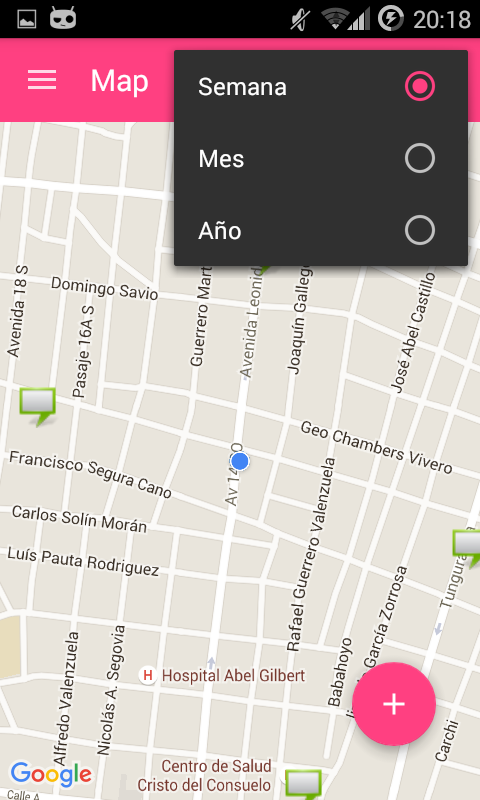 20:18
Map
Semana
Mes
Año
Domingo Savio
Avenida 18 S
Pasaje 16A S
Guerrero Mart
Avenida Leonid
Joaquín Gallego
José Abel Castillo
Geo Chambers Vivero
Francisco Segura Cano
Av 14
Carlos Solín Morán
Luís Pauta Rodriguez
Rafael Guerrero Valenzuela
Tungura
García Zorrosa
Babahoyo
Alfredo Valenzuela
Nicolás A. Segovia
H Hospital Abel Gilbert
Carchi
Centro de Salud
Cristo del Consuelo
Google
Calle A